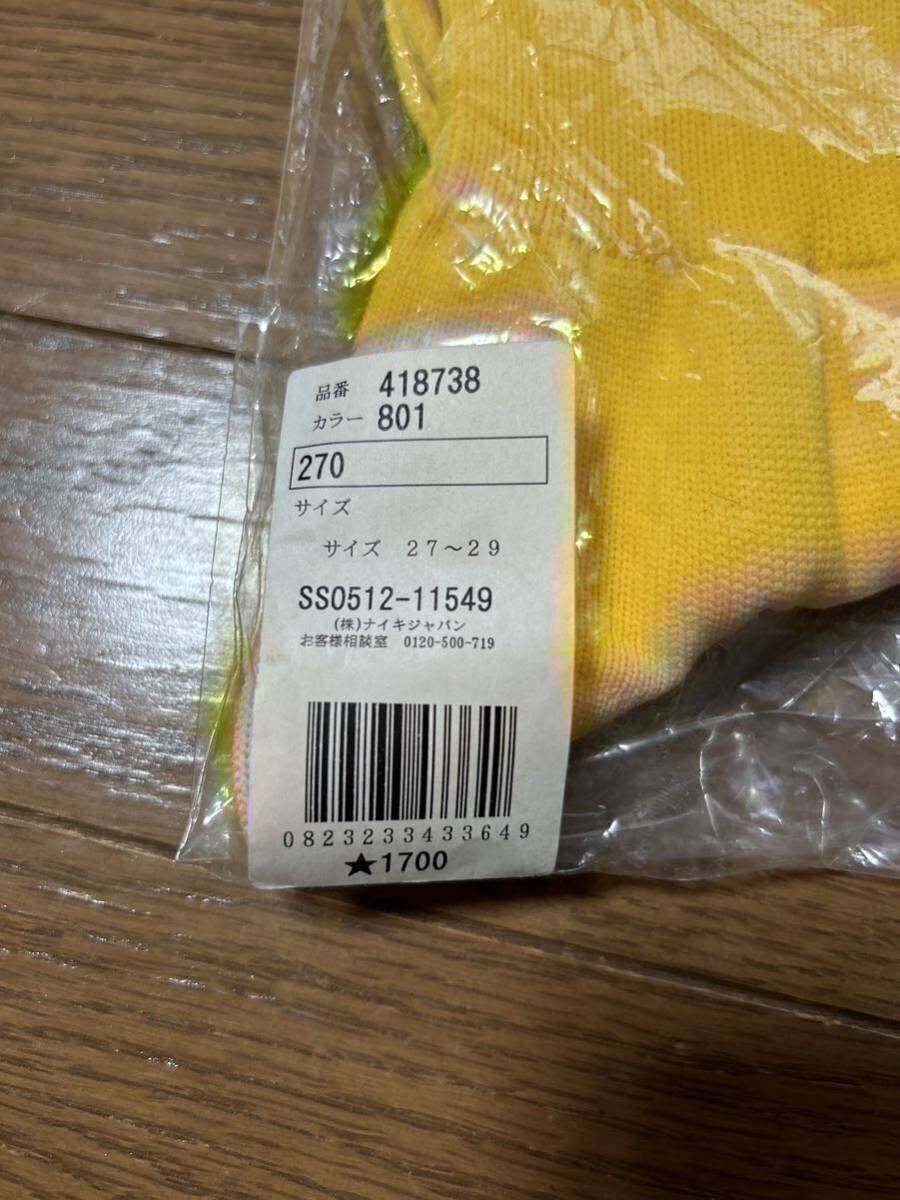 品番 418738
カラー 801
270
サイズ
サイズ 27～29
SS0512-11549
(株)ナイキジャパン
お客様相談室 0120-500-719
0823233433649
★1700